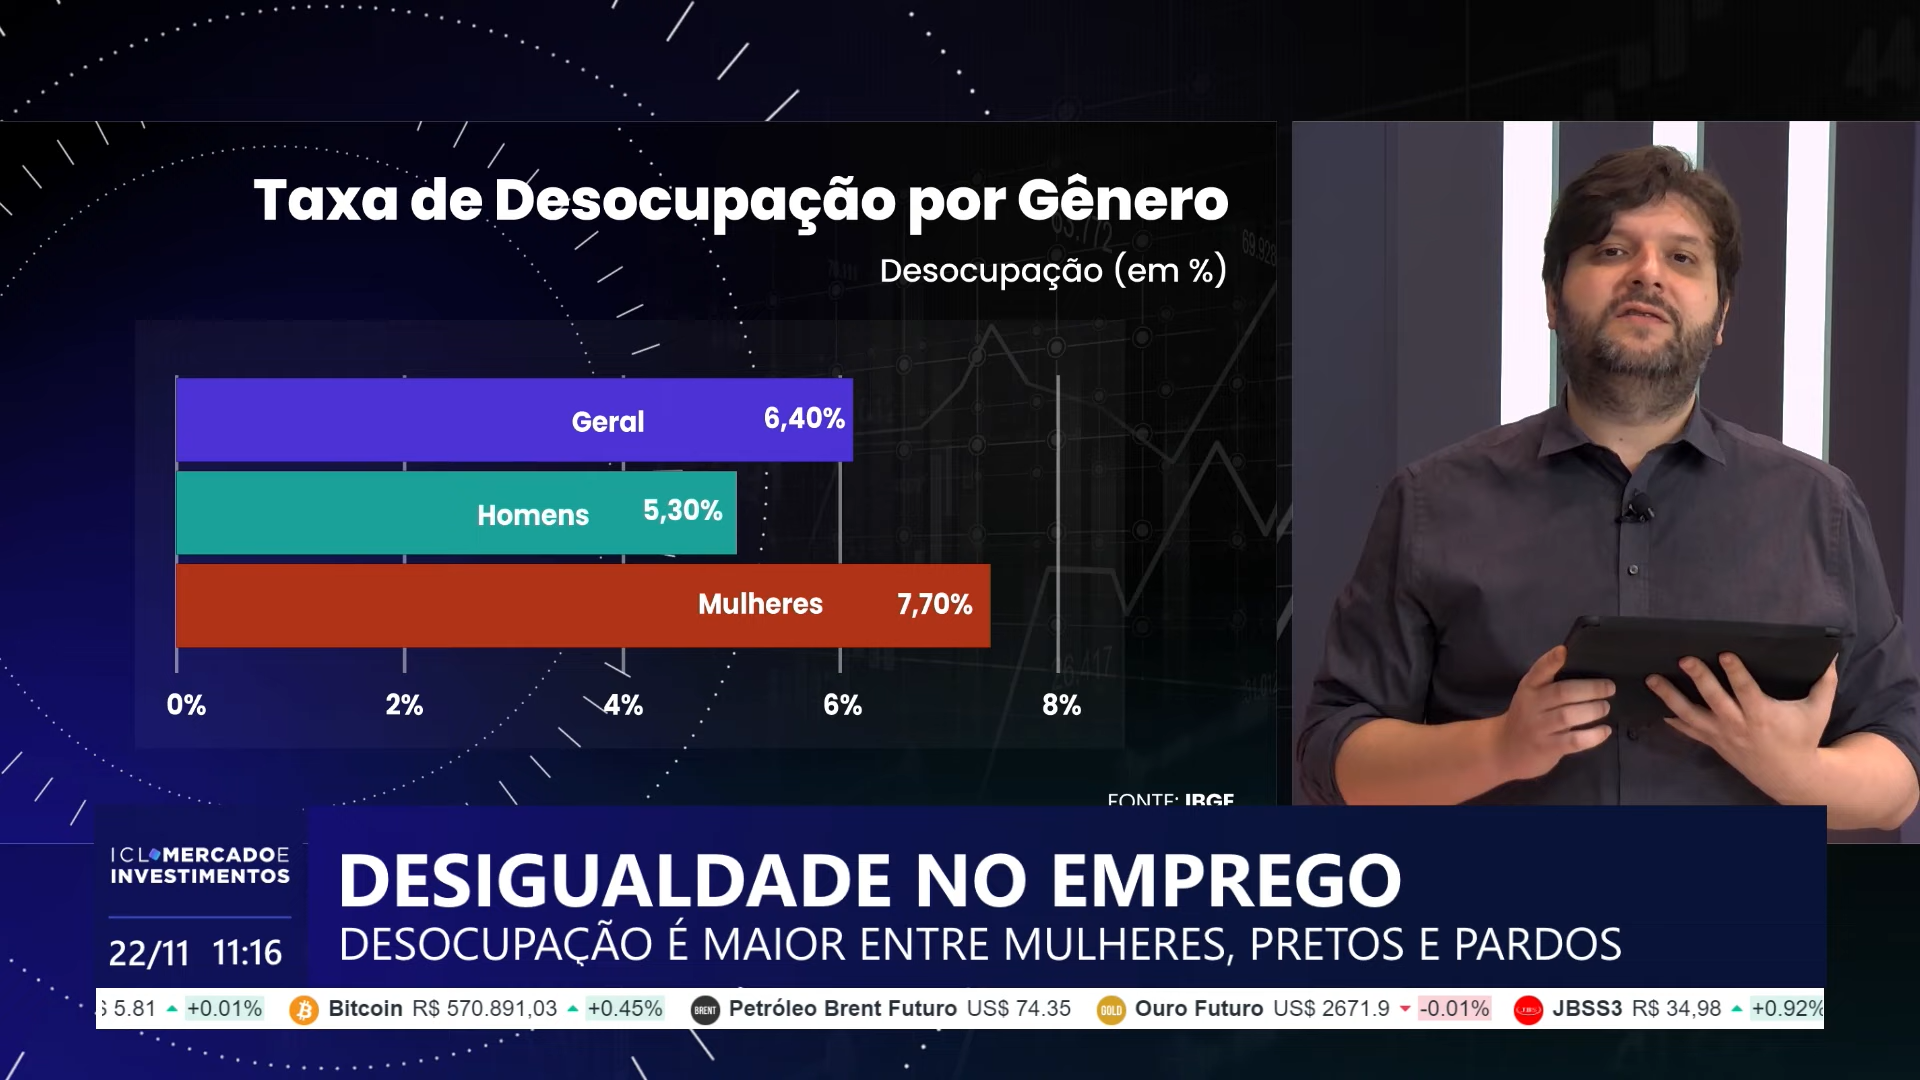 Taxa de Desocupação por Gênero
Desocupação (em %)
Geral 6,40%
Homens 5,30%
Mulheres 7,70%
0% 2% 4% 6% 8%
FONTE: IBGE
ICL MERCADO E
INVESTIMENTOS
22/11 11:16
DESIGUALDADE NO EMPREGO
DESOCUPAÇÃO É MAIOR ENTRE MULHERES, PRETOS E PARDOS
$ 5.81 +0.01% Bitcoin R$ 570.891,03 +0.45% BRENT Petróleo Brent Futuro US$ 74.35 GOLD Ouro Futuro US$ 2671.9 -0.01% JBS JBSS3 R$ 34,98 +0.92%